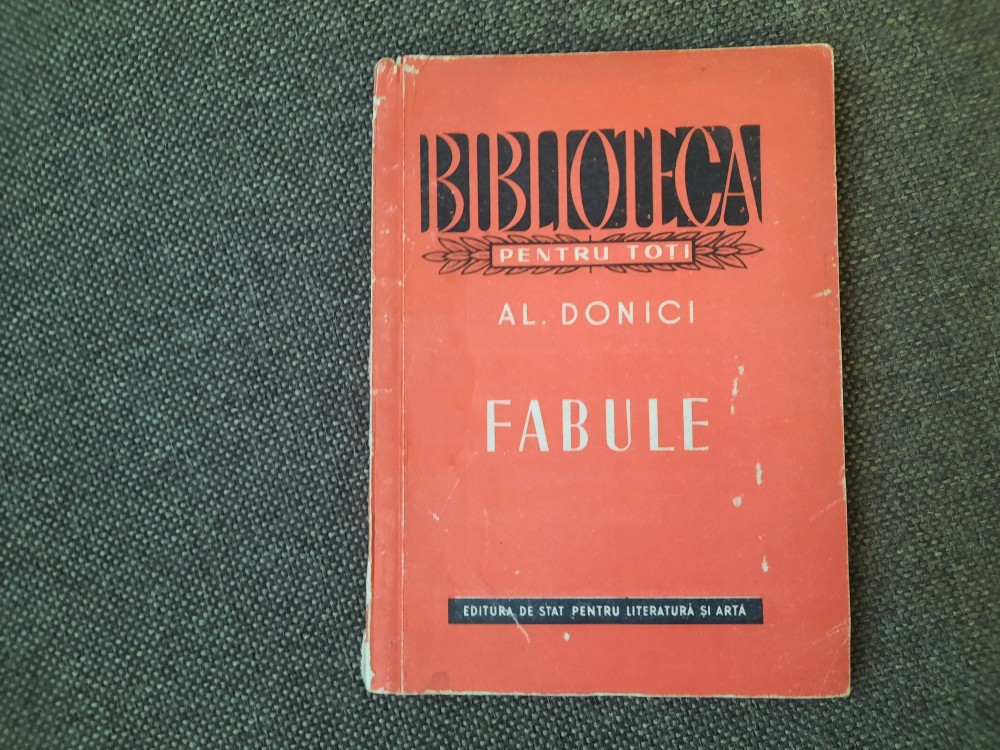 BIBLIOTECA
PENTRU TOȚI
AL. DONICI
FABULE
EDITURA DE STAT PENTRU LITERATURĂ ȘI ARTĂ